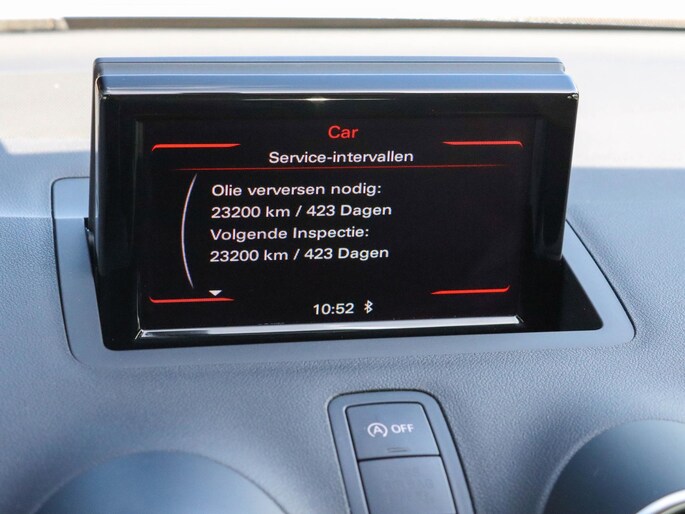 Car
Service-intervallen
Olie verversen nodig:
23200 km / 423 Dagen
Volgende Inspectie:
23200 km / 423 Dagen
10:52
A OFF